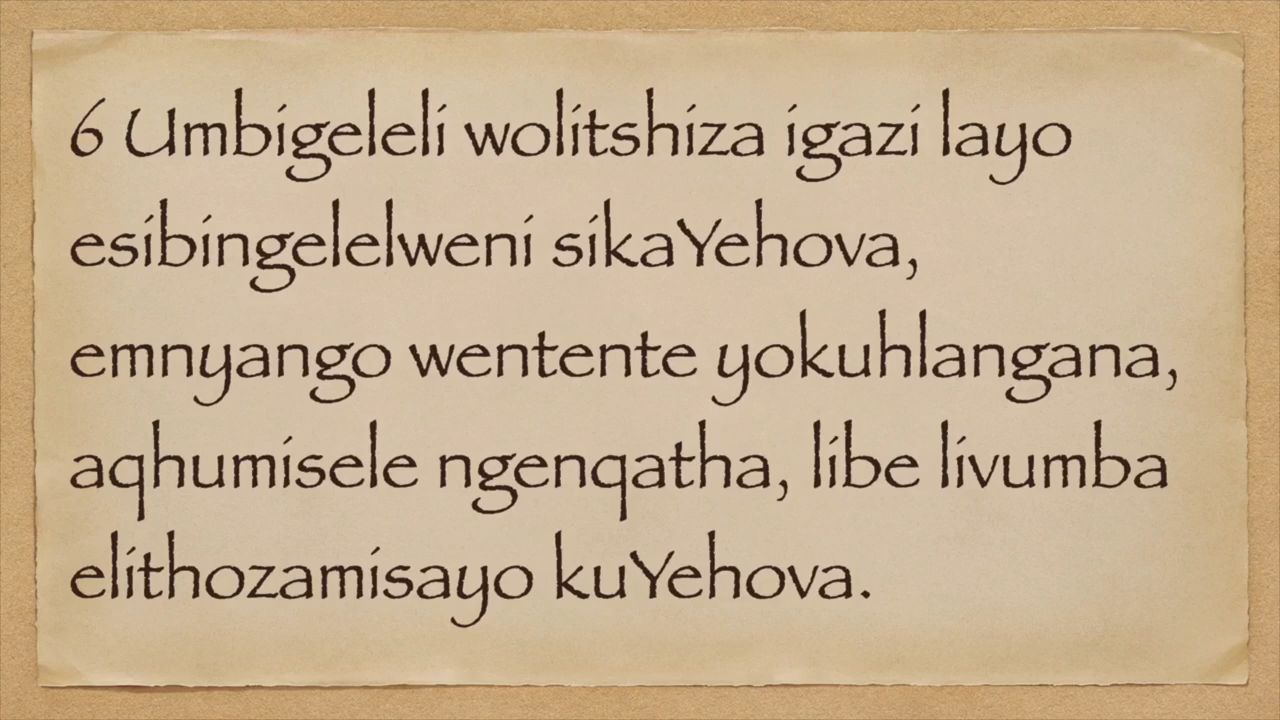 6 Umbigeleli wolitshiza igazi layo
esibingelelweni sikaYehova,
emnyango wentente yokuhlangana,
aqhumisele ngenqatha, libe livumba
elithozamisayo kuYehova.